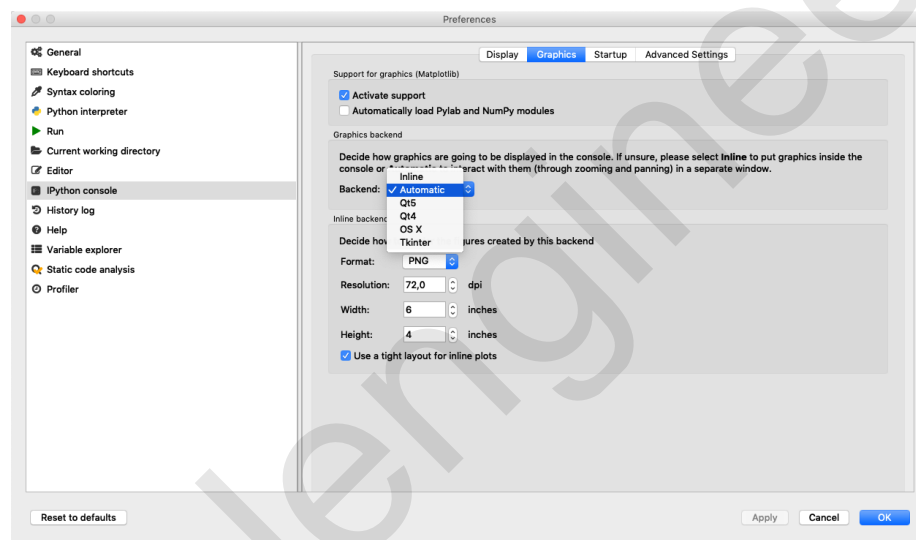 Preferences
General
Keyboard shortcuts
Syntax coloring
Python interpreter
Run
Current working directory
Editor
IPython console
History log
Help
Variable explorer
Static code analysis
Profiler
Display Graphics Startup Advanced Settings
Support for graphics (Matplotlib)
Activate support
Automatically load Pylab and NumPy modules
Graphics backend
Decide how graphics are going to be displayed in the console. If unsure, please select Inline to put graphics inside the
console or interact with them (through zooming and panning) in a separate window.
Backend:
Inline
Automatic
Qt5
Qt4
OS X
Tkinter
Inline backend
Decide how figures created by this backend
Format: PNG
Resolution: 72,0 dpi
Width: 6 inches
Height: 4 inches
Use a tight layout for inline plots
Reset to defaults Apply Cancel OK